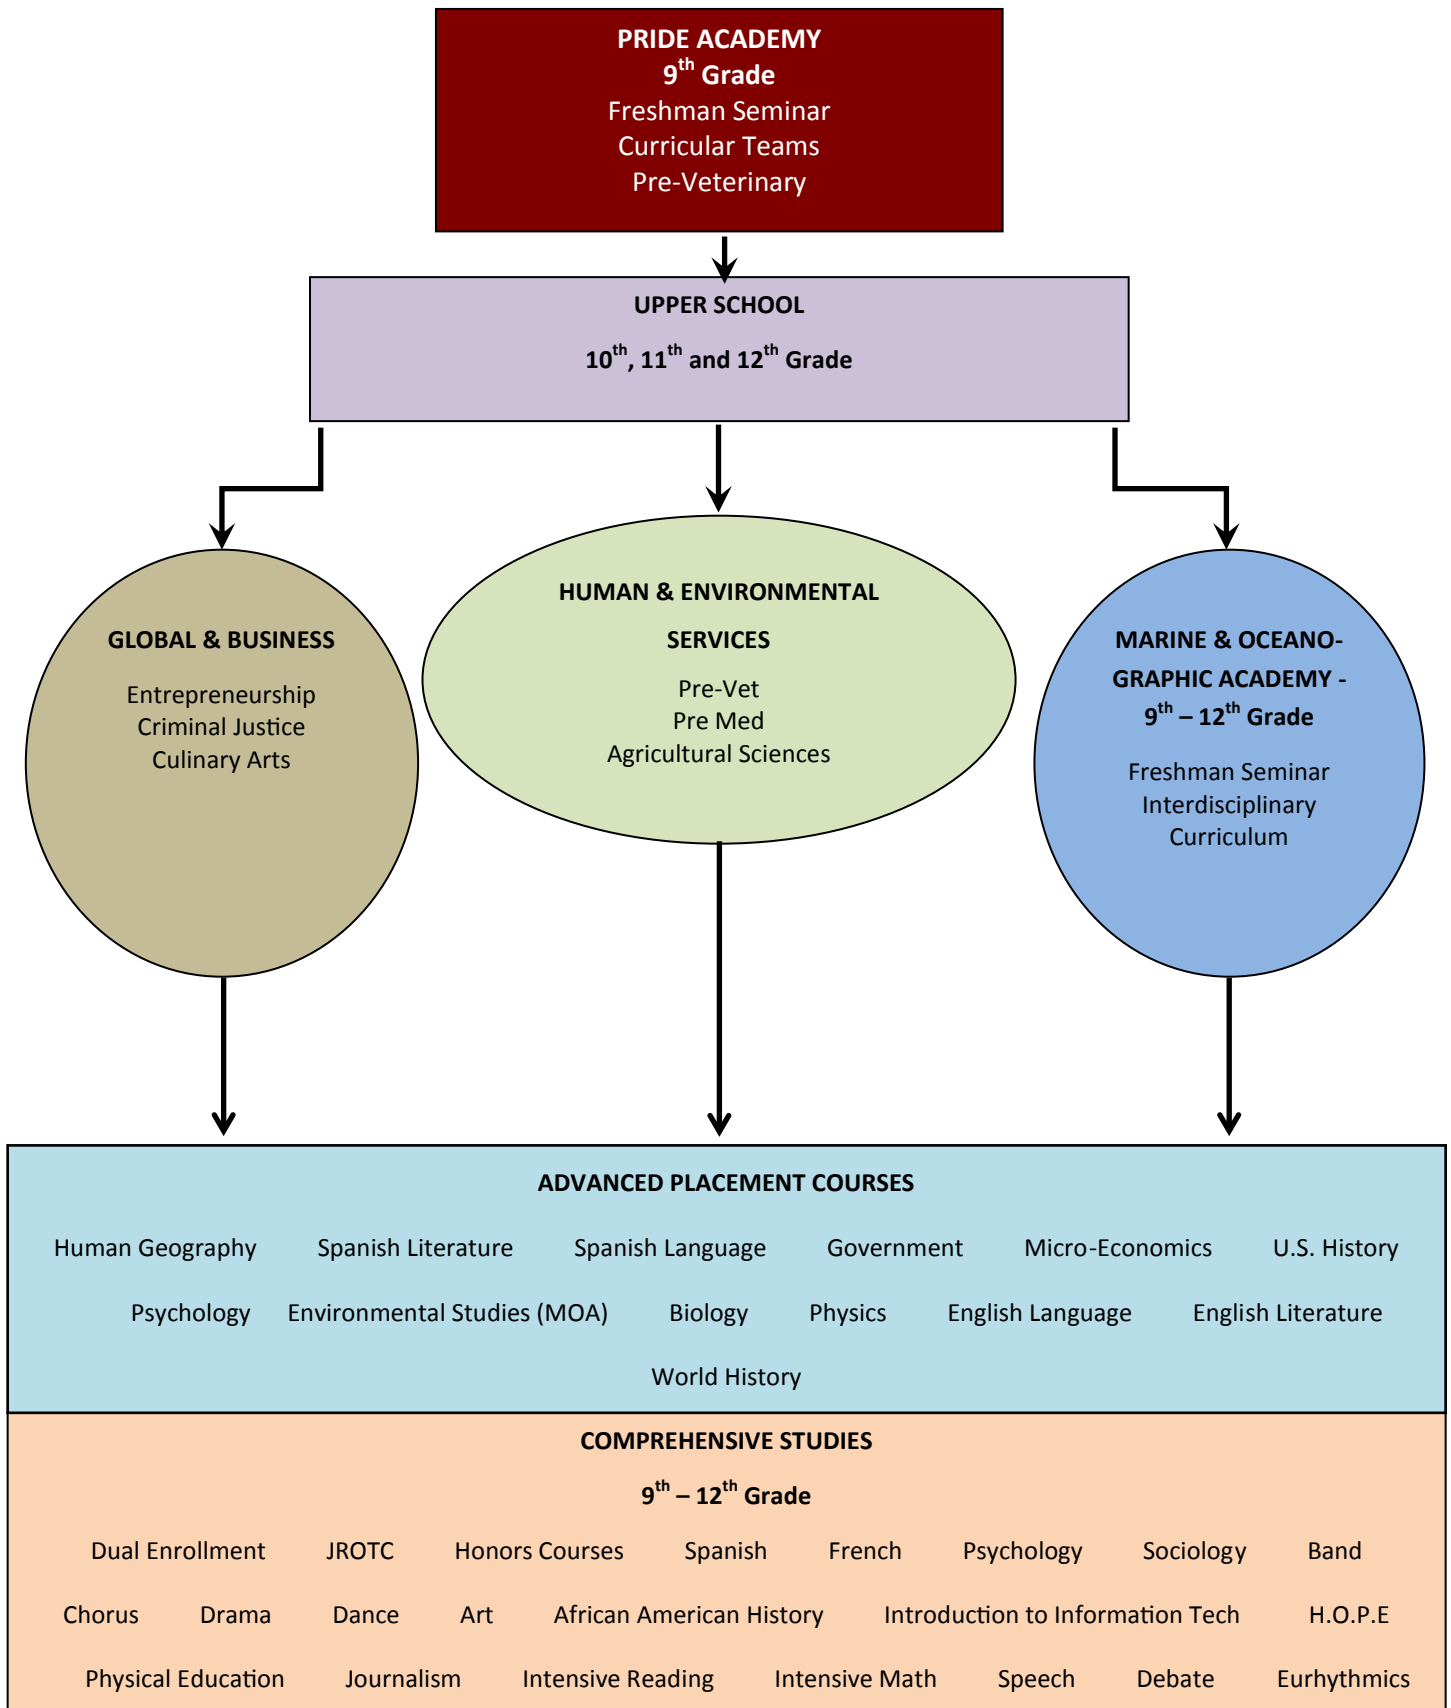 PRIDE ACADEMY
9th Grade
Freshman Seminar
Curricular Teams
Pre-Veterinary
UPPER SCHOOL
10th, 11th and 12th Grade
GLOBAL & BUSINESS
Entrepreneurship
Criminal Justice
Culinary Arts
HUMAN & ENVIRONMENTAL
SERVICES
Pre-Vet
Pre Med
Agricultural Sciences
MARINE & OCEANO-
GRAPHIC ACADEMY -
9th – 12th Grade
Freshman Seminar
Interdisciplinary
Curriculum
ADVANCED PLACEMENT COURSES
Human Geography Spanish Literature Spanish Language Government Micro-Economics U.S. History
Psychology Environmental Studies (MOA) Biology Physics English Language English Literature
World History
COMPREHENSIVE STUDIES
9th – 12th Grade
Dual Enrollment JROTC Honors Courses Spanish French Psychology Sociology Band
Chorus Drama Dance Art African American History Introduction to Information Tech H.O.P.E
Physical Education Journalism Intensive Reading Intensive Math Speech Debate Eurhythmics